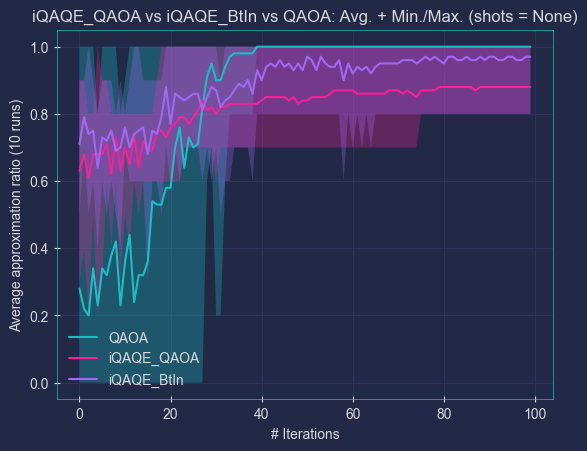 iQAQE_QAOA vs iQAQE_BtIn vs QAOA: Avg. + Min./Max. (shots = None)
Average approximation ratio (10 runs)
1.0
0.8
0.6
0.4
0.2
0.0
QAOA
iQAQE_QAOA
iQAQE_BtIn
0 20 40 60 80 100
# Iterations